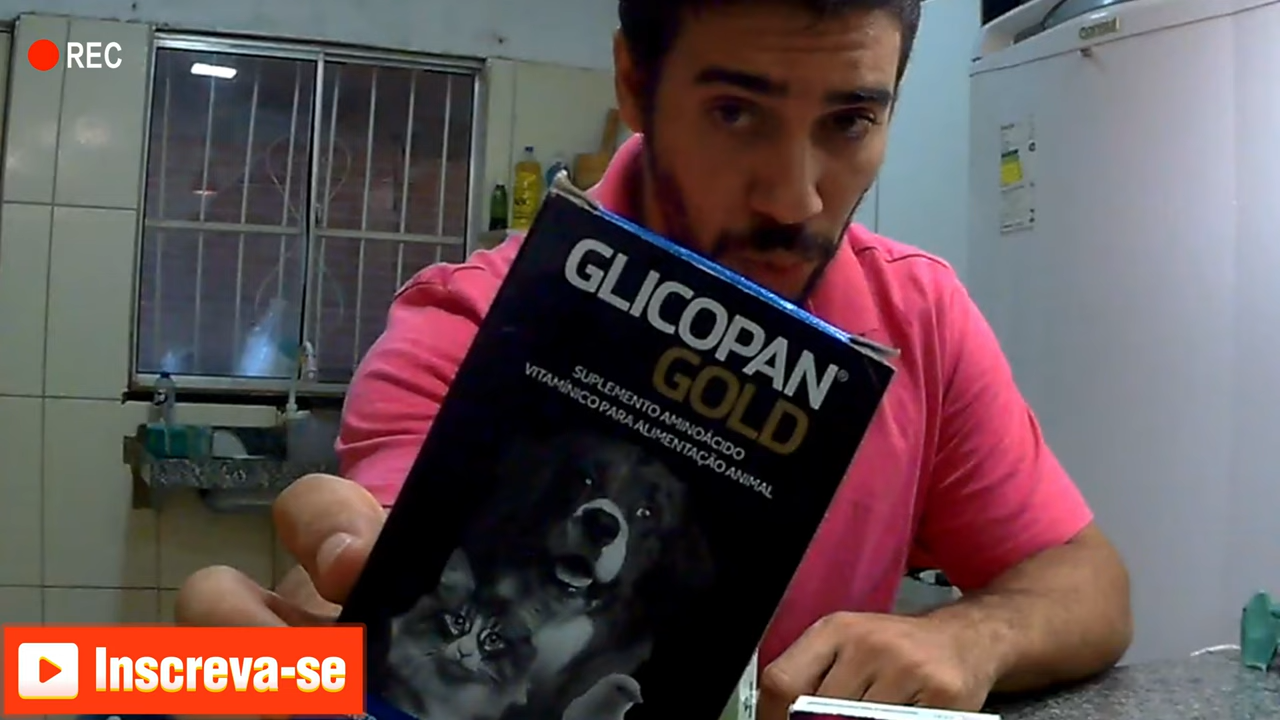 REC
GLICOPAN®
GOLD
SUPLEMENTO AMINOÁCIDO
VITAMÍNICO PARA ALIMENTAÇÃO ANIMAL
Inscreva-se